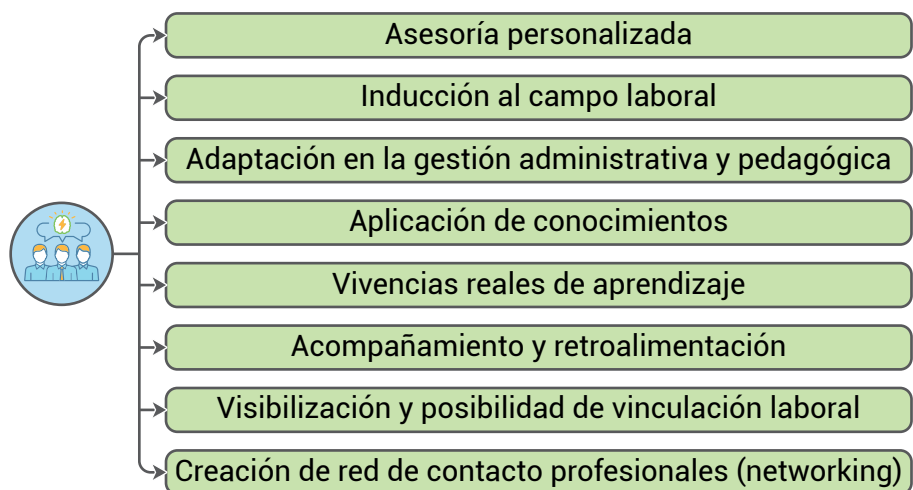 Asesoría personalizada
Inducción al campo laboral
Adaptación en la gestión administrativa y pedagógica
Aplicación de conocimientos
Vivencias reales de aprendizaje
Acompañamiento y retroalimentación
Visibilización y posibilidad de vinculación laboral
Creación de red de contacto profesionales (networking)